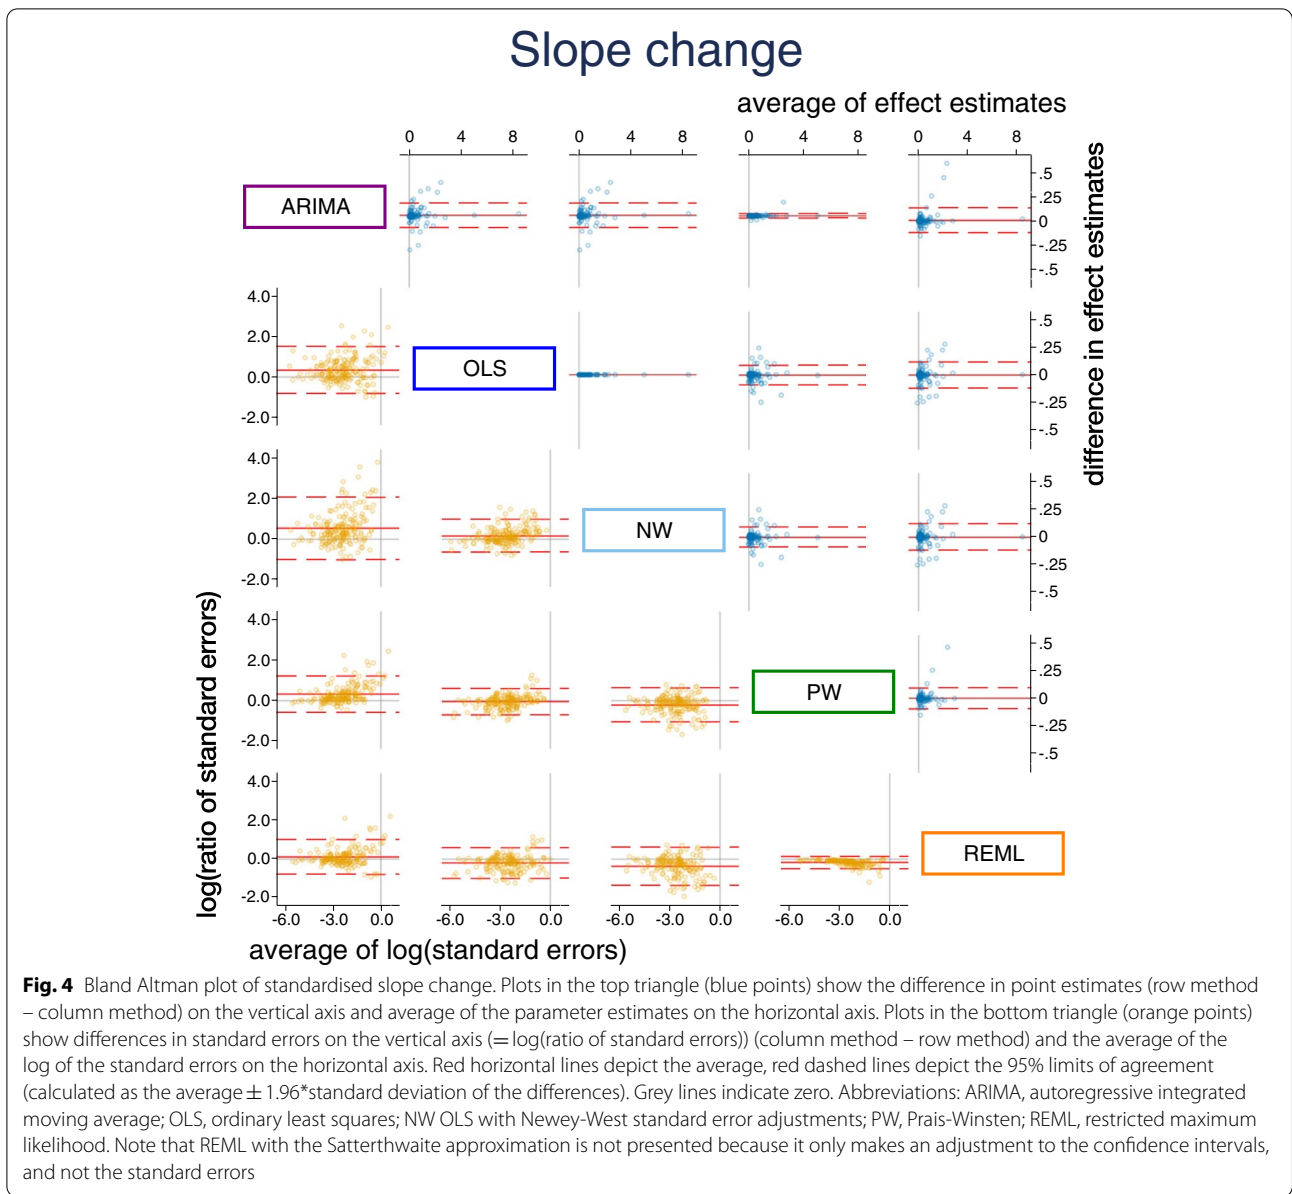 Slope change
average of effect estimates
0 4 8 0 4 8 0 4 8 0 4 8
ARIMA
.5
.25
0
-.25
-.5
difference in effect estimates
4.0
2.0
0.0
-2.0
OLS
.5
.25
0
-.25
-.5
4.0
2.0
0.0
-2.0
NW
.5
.25
0
-.25
-.5
log(ratio of standard errors)
4.0
2.0
0.0
-2.0
PW
.5
.25
0
-.25
-.5
4.0
2.0
0.0
-2.0
REML
-6.0 -3.0 0.0 -6.0 -3.0 0.0 -6.0 -3.0 0.0 -6.0 -3.0 0.0
average of log(standard errors)
Fig. 4 Bland Altman plot of standardised slope change. Plots in the top triangle (blue points) show the difference in point estimates (row method
– column method) on the vertical axis and average of the parameter estimates on the horizontal axis. Plots in the bottom triangle (orange points)
show differences in standard errors on the vertical axis (= log(ratio of standard errors)) (column method – row method) and the average of the
log of the standard errors on the horizontal axis. Red horizontal lines depict the average, red dashed lines depict the 95% limits of agreement
(calculated as the average ± 1.96*standard deviation of the differences). Grey lines indicate zero. Abbreviations: ARIMA, autoregressive integrated
moving average; OLS, ordinary least squares; NW OLS with Newey-West standard error adjustments; PW, Prais-Winsten; REML, restricted maximum
likelihood. Note that REML with the Satterthwaite approximation is not presented because it only makes an adjustment to the confidence intervals,
and not the standard errors